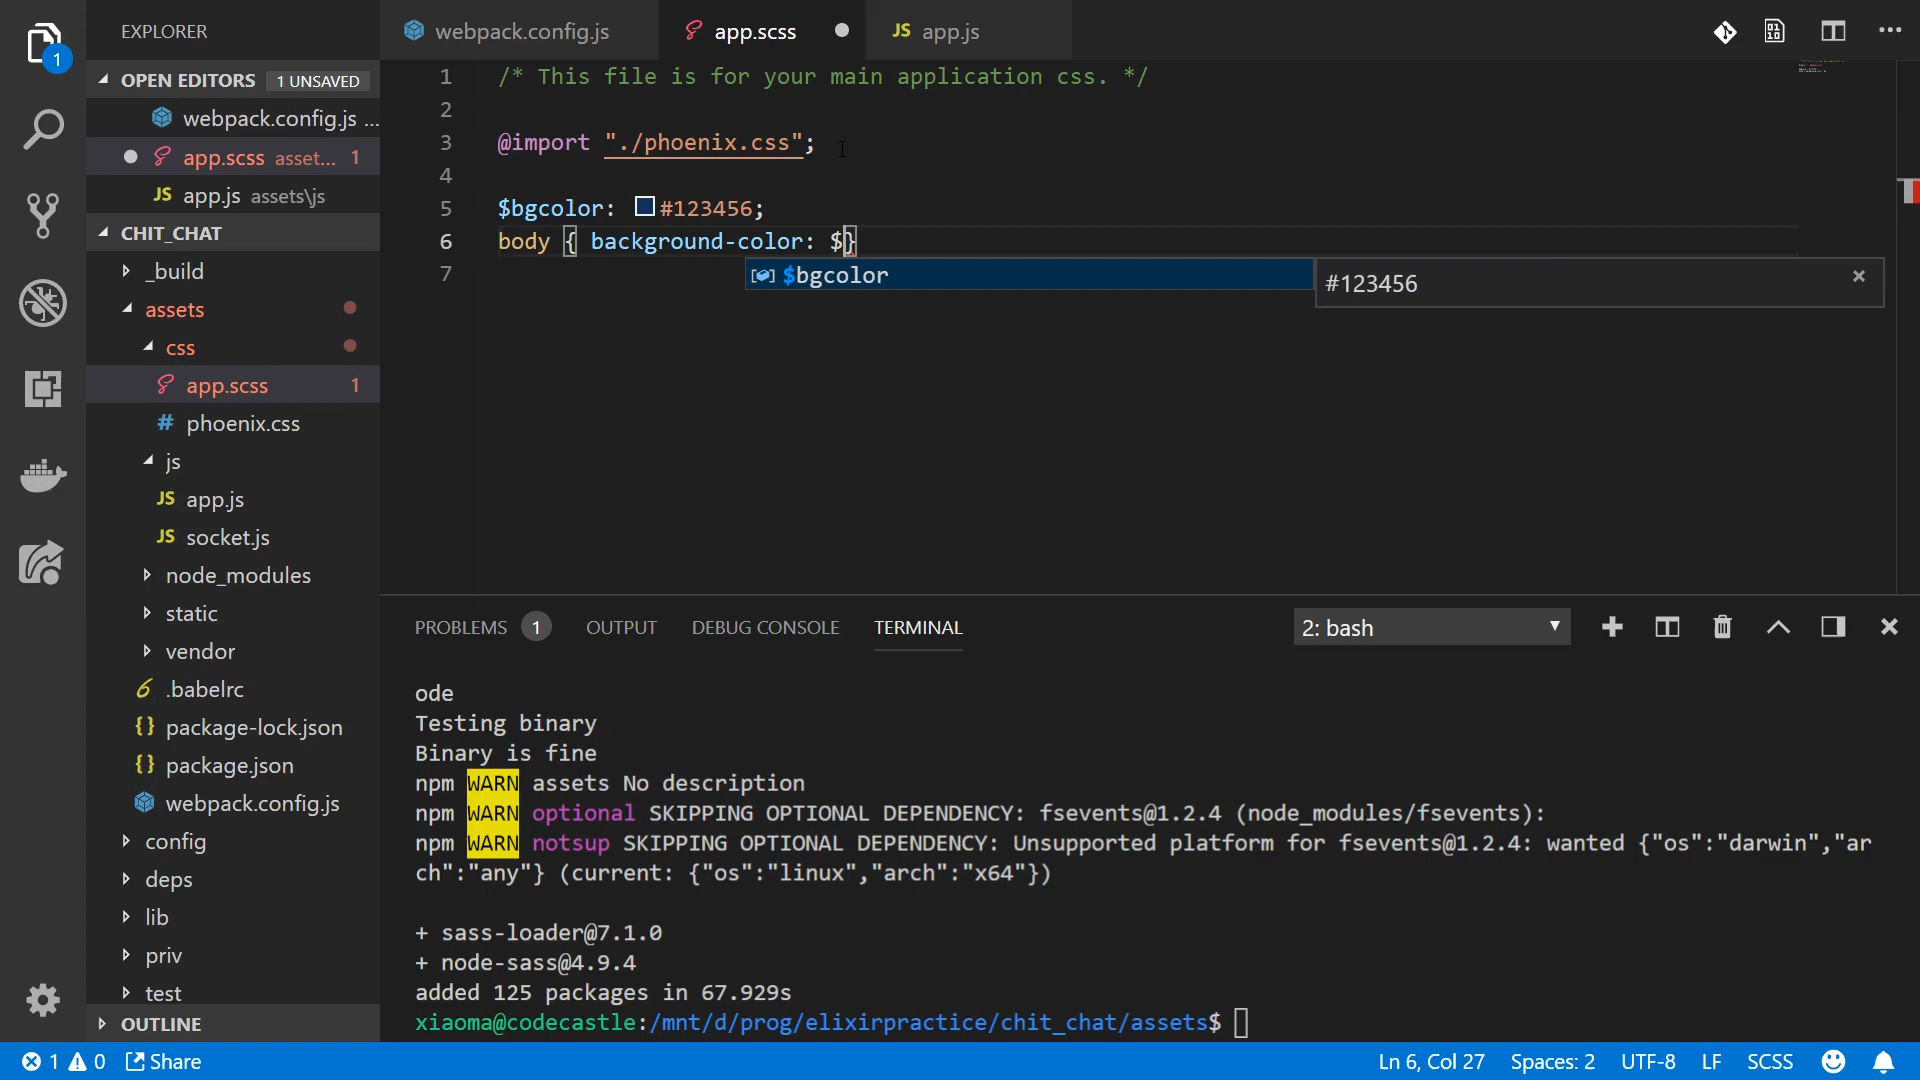 EXPLORER
OPEN EDITORS 1 UNSAVED
webpack.config.js ...
app.scss asset... 1
JS app.js assets\js
CHIT_CHAT
_build
assets
css
app.scss 1
# phoenix.css
js
JS app.js
JS socket.js
node_modules
static
vendor
.babelrc
{} package-lock.json
{} package.json
webpack.config.js
config
deps
lib
priv
test
OUTLINE
1
webpack.config.js
app.scss
JS app.js
1 /* This file is for your main application css. */
2
3 @import "./phoenix.css";
4
5 $bgcolor: #123456;
6 body { background-color: $}
7
$bgcolor
#123456
PROBLEMS 1 OUTPUT DEBUG CONSOLE TERMINAL
2: bash
ode
Testing binary
Binary is fine
npm WARN assets No description
npm WARN optional SKIPPING OPTIONAL DEPENDENCY: fsevents@1.2.4 (node_modules/fsevents):
npm WARN notsup SKIPPING OPTIONAL DEPENDENCY: Unsupported platform for fsevents@1.2.4: wanted {"os":"darwin","ar
ch":"any"} (current: {"os":"linux","arch":"x64"})
+ sass-loader@7.1.0
+ node-sass@4.9.4
added 125 packages in 67.929s
xiaoma@codecastle:/mnt/d/prog/elixirpractice/chit_chat/assets$
1 0 Share
Ln 6, Col 27 Spaces: 2 UTF-8 LF SCSS